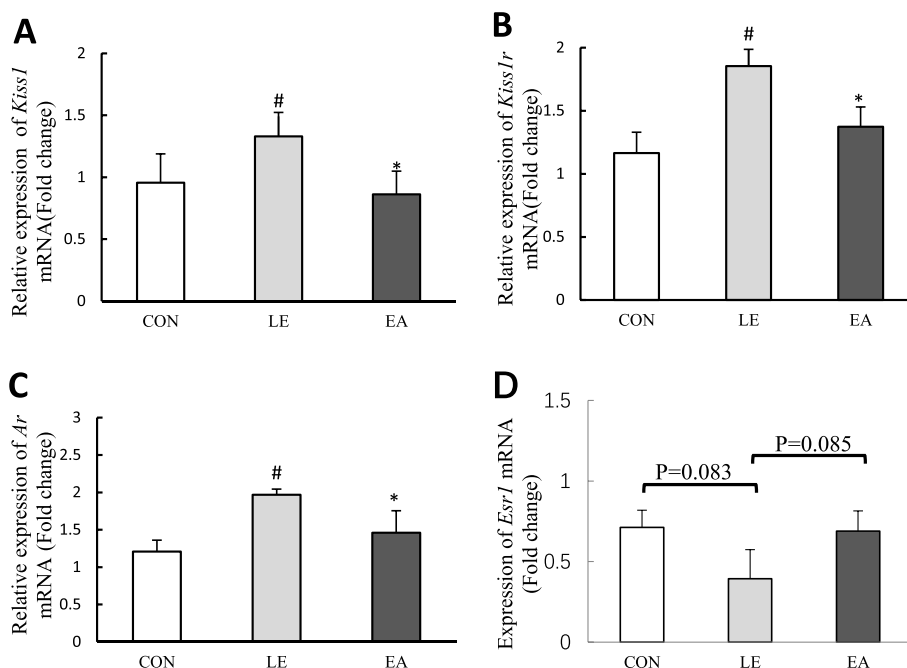 A
Relative expression of Kiss1
mRNA(Fold change)
2
1.5
1
0.5
0
#
*
CON LE EA
B
Relative expression of Kiss1r
mRNA(Fold change)
2
1.5
1
0.5
0
#
*
CON LE EA
C
Relative expression of Ar
mRNA (Fold change)
3
2.5
2
1.5
1
0.5
0
#
*
CON LE EA
D
Expression of Esr1 mRNA
(Fold change)
1.5
1
0.5
0
P=0.083
P=0.085
CON LE EA